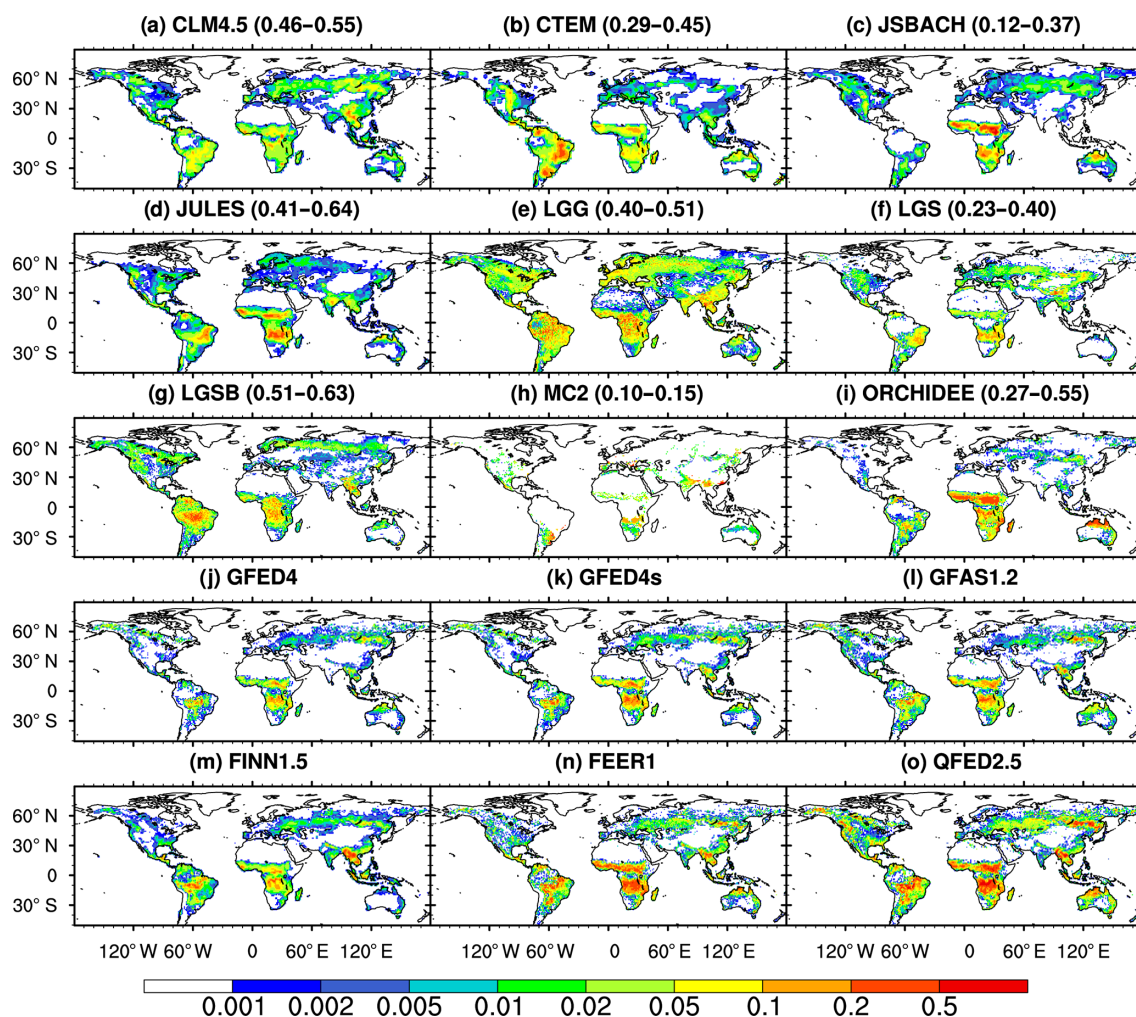 (a) CLM4.5 (0.46−0.55) (b) CTEM (0.29−0.45) (c) JSBACH (0.12−0.37)
60° N
30° N
0
30° S
(d) JULES (0.41−0.64) (e) LGG (0.40−0.51) (f) LGS (0.23−0.40)
60° N
30° N
0
30° S
(g) LGSB (0.51−0.63) (h) MC2 (0.10−0.15) (i) ORCHIDEE (0.27−0.55)
60° N
30° N
0
30° S
(j) GFED4 (k) GFED4s (l) GFAS1.2
60° N
30° N
0
30° S
(m) FINN1.5 (n) FEER1 (o) QFED2.5
60° N
30° N
0
30° S
120° W 60° W 0 60° E 120° E 120° W 60° W 0 60° E 120° E 120° W 60° W 0 60° E 120° E
0.001 0.002 0.005 0.01 0.02 0.05 0.1 0.2 0.5